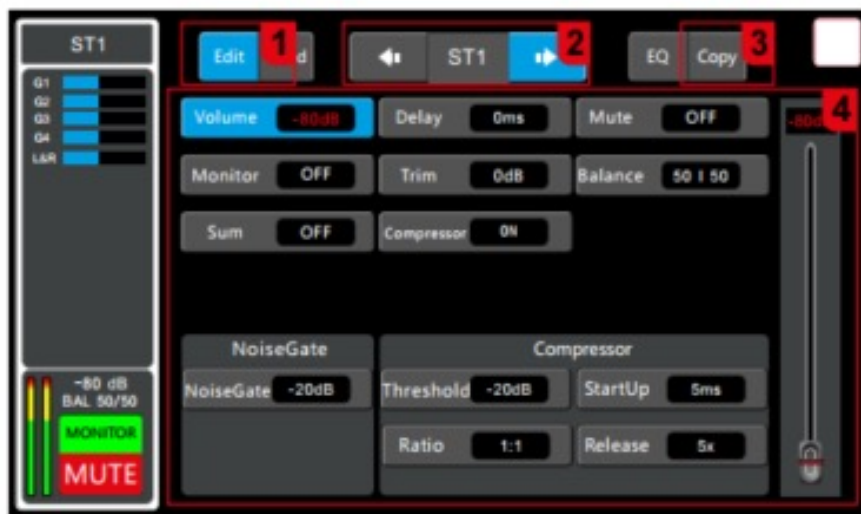 ST1
G1
G2
G3
G4
L&R
-80 dB
BAL 50/50
MONITOR
MUTE
Edit 1 d
ST1 2
EQ Copy 3
4
Volume -80dB Delay 0ms Mute OFF
Monitor OFF Trim 0dB Balance 50 | 50
Sum OFF Compressor ON
NoiseGate Compressor
NoiseGate -20dB Threshold -20dB StartUp 5ms
Ratio 1:1 Release 5x